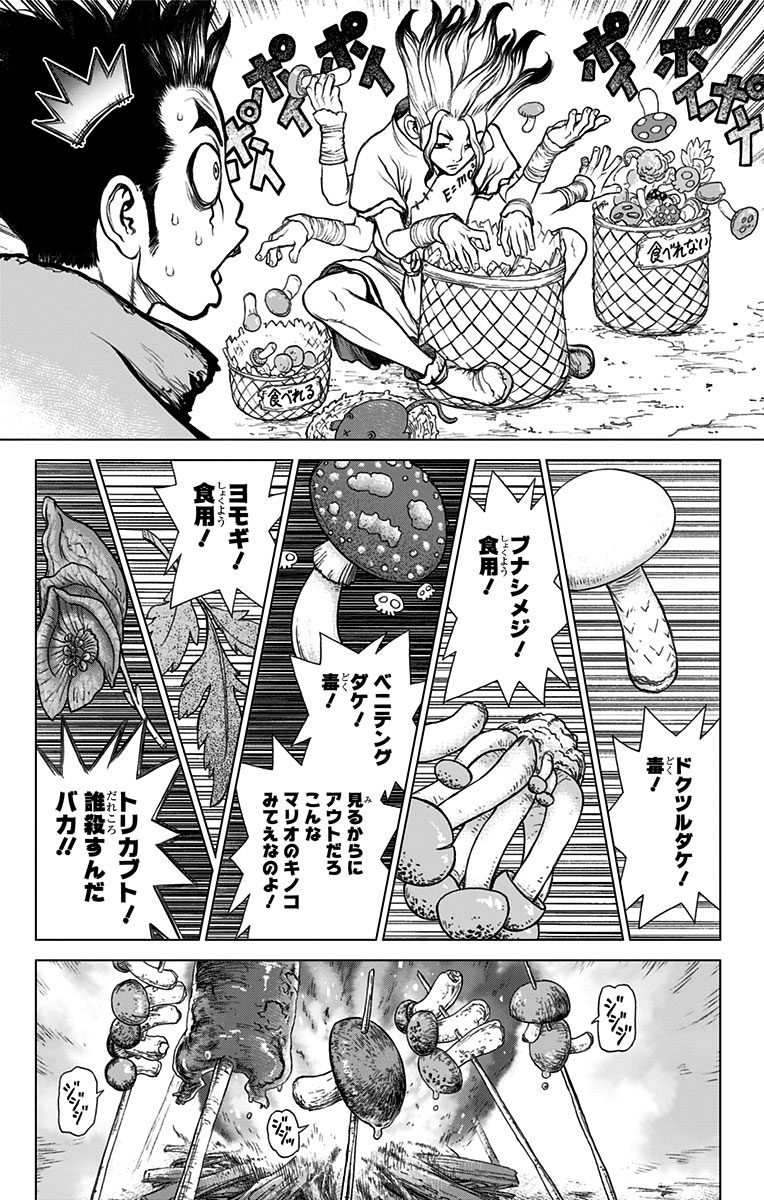 ポイ
ポイ
ポイ
ポイ
ポイ
ポイ
食べれない
E=mc²
食べれる
ドクツルダケ！
毒！
ブナシメジ！
食用！
ベニテング
ダケ！
毒！
見るからに
アウトだろ
こんな
マリオのキノコ
みてえなのよ！
ヨモギ！
食用！
トリカブト！
誰殺すんだ
バカ!!
ジジジ
ジジッ
ジジジ